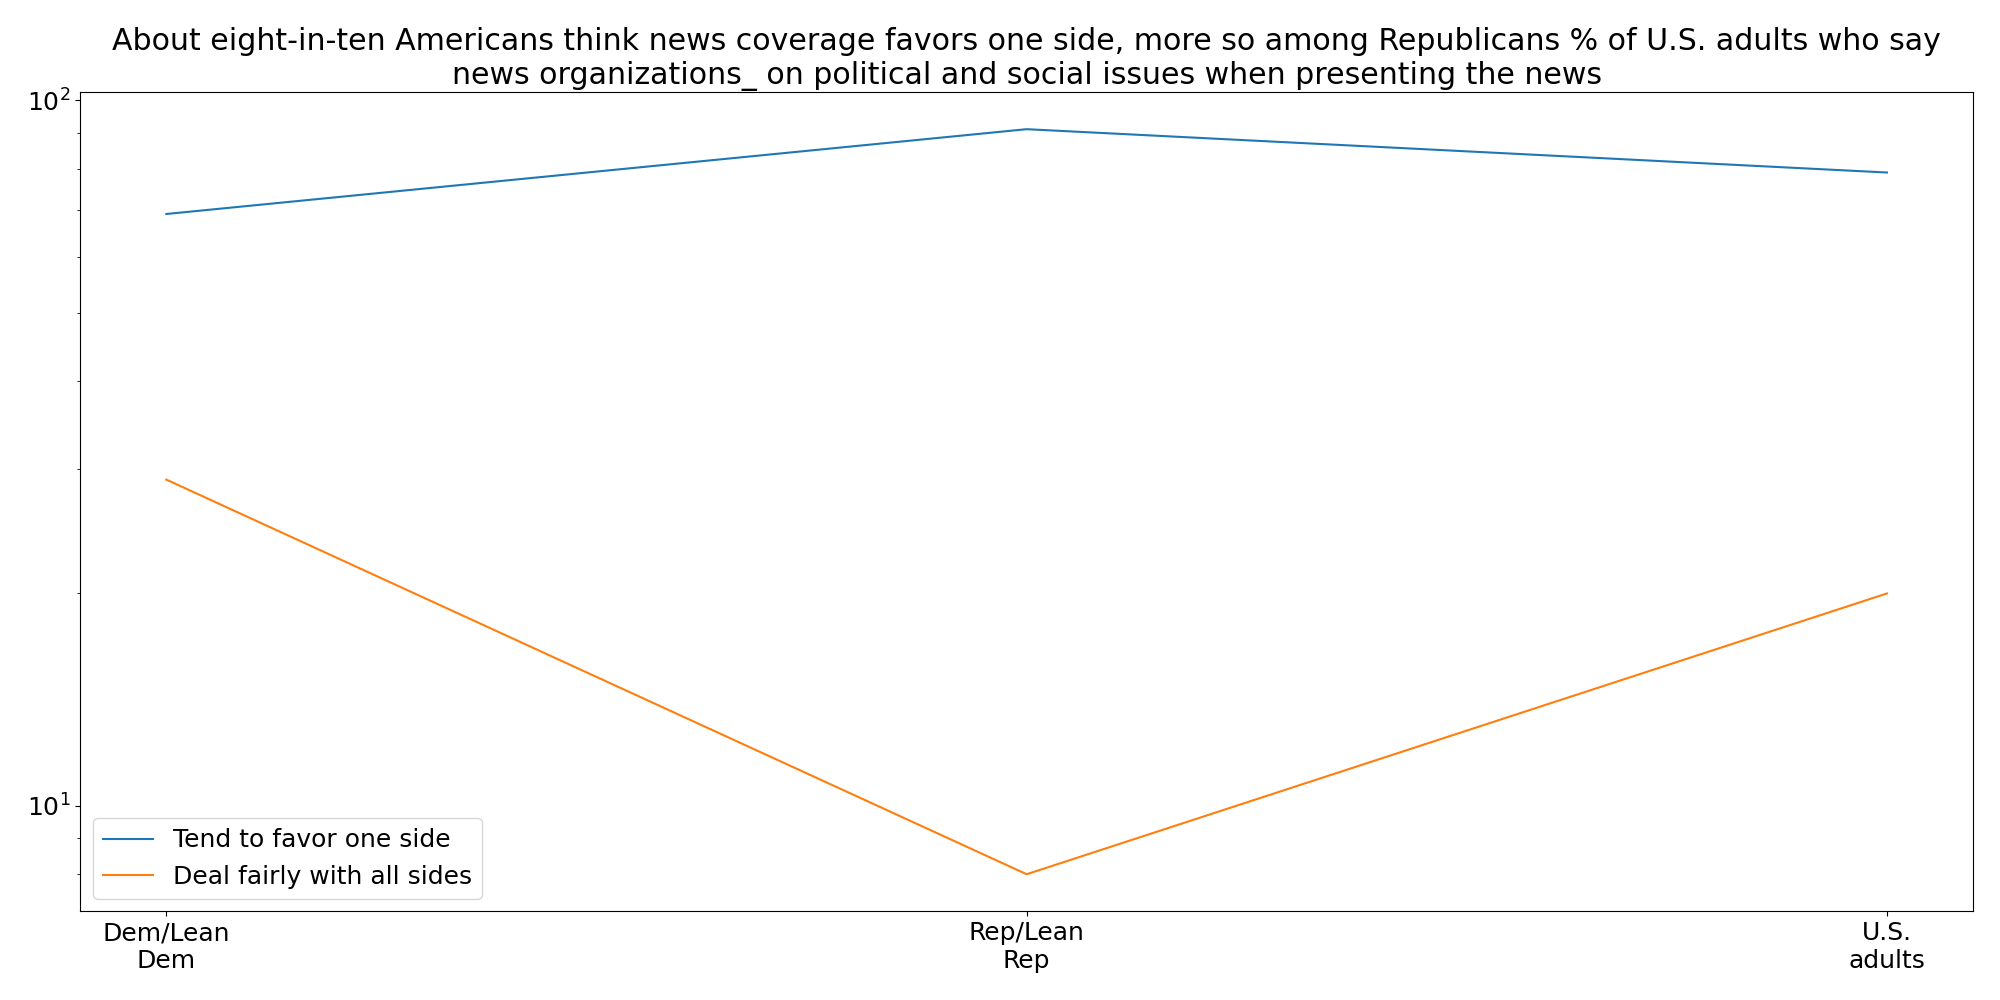 About eight-in-ten Americans think news coverage favors one side, more so among Republicans % of U.S. adults who say
news organizations_ on political and social issues when presenting the news
10²
10¹
Tend to favor one side
Deal fairly with all sides
Dem/Lean
Dem
Rep/Lean
Rep
U.S.
adults